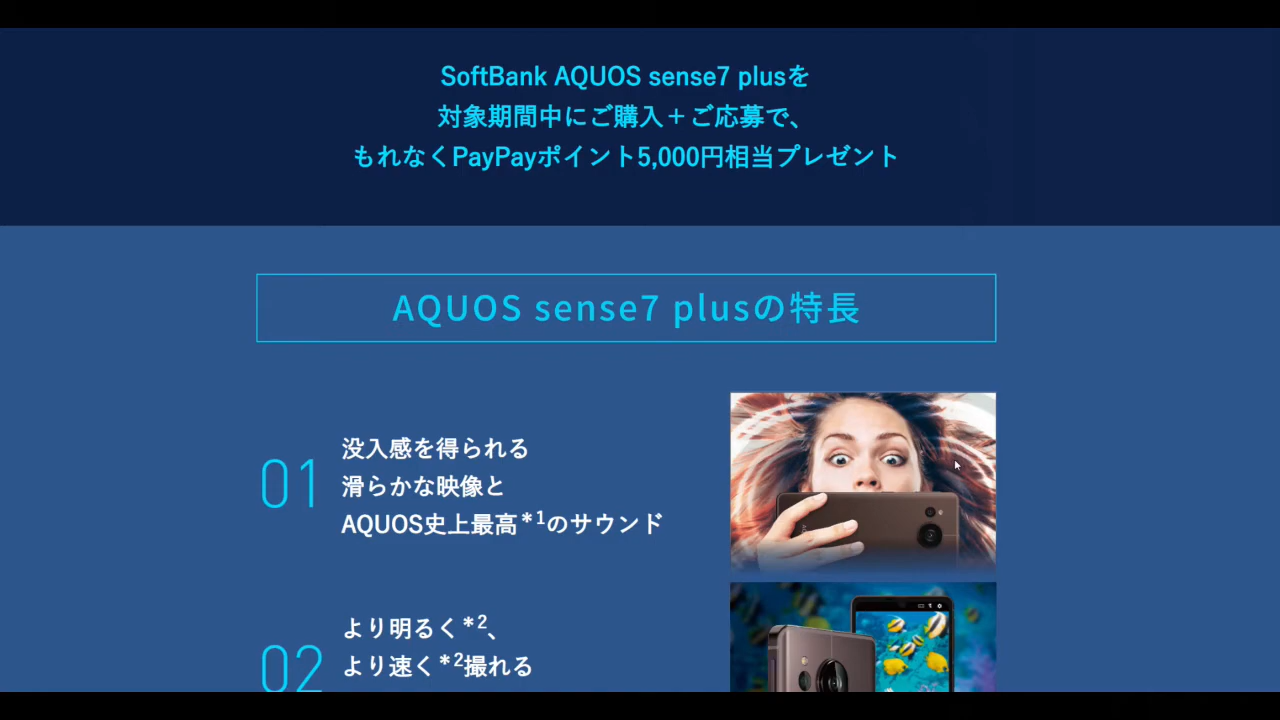 SoftBank AQUOS sense7 plusを
対象期間中にご購入＋ご応募で、
もれなくPayPayポイント5,000円相当プレゼント
AQUOS sense7 plusの特長
01
没入感を得られる
滑らかな映像と
AQUOS史上最高*1のサウンド
02
より明るく*2、
より速く*2撮れる